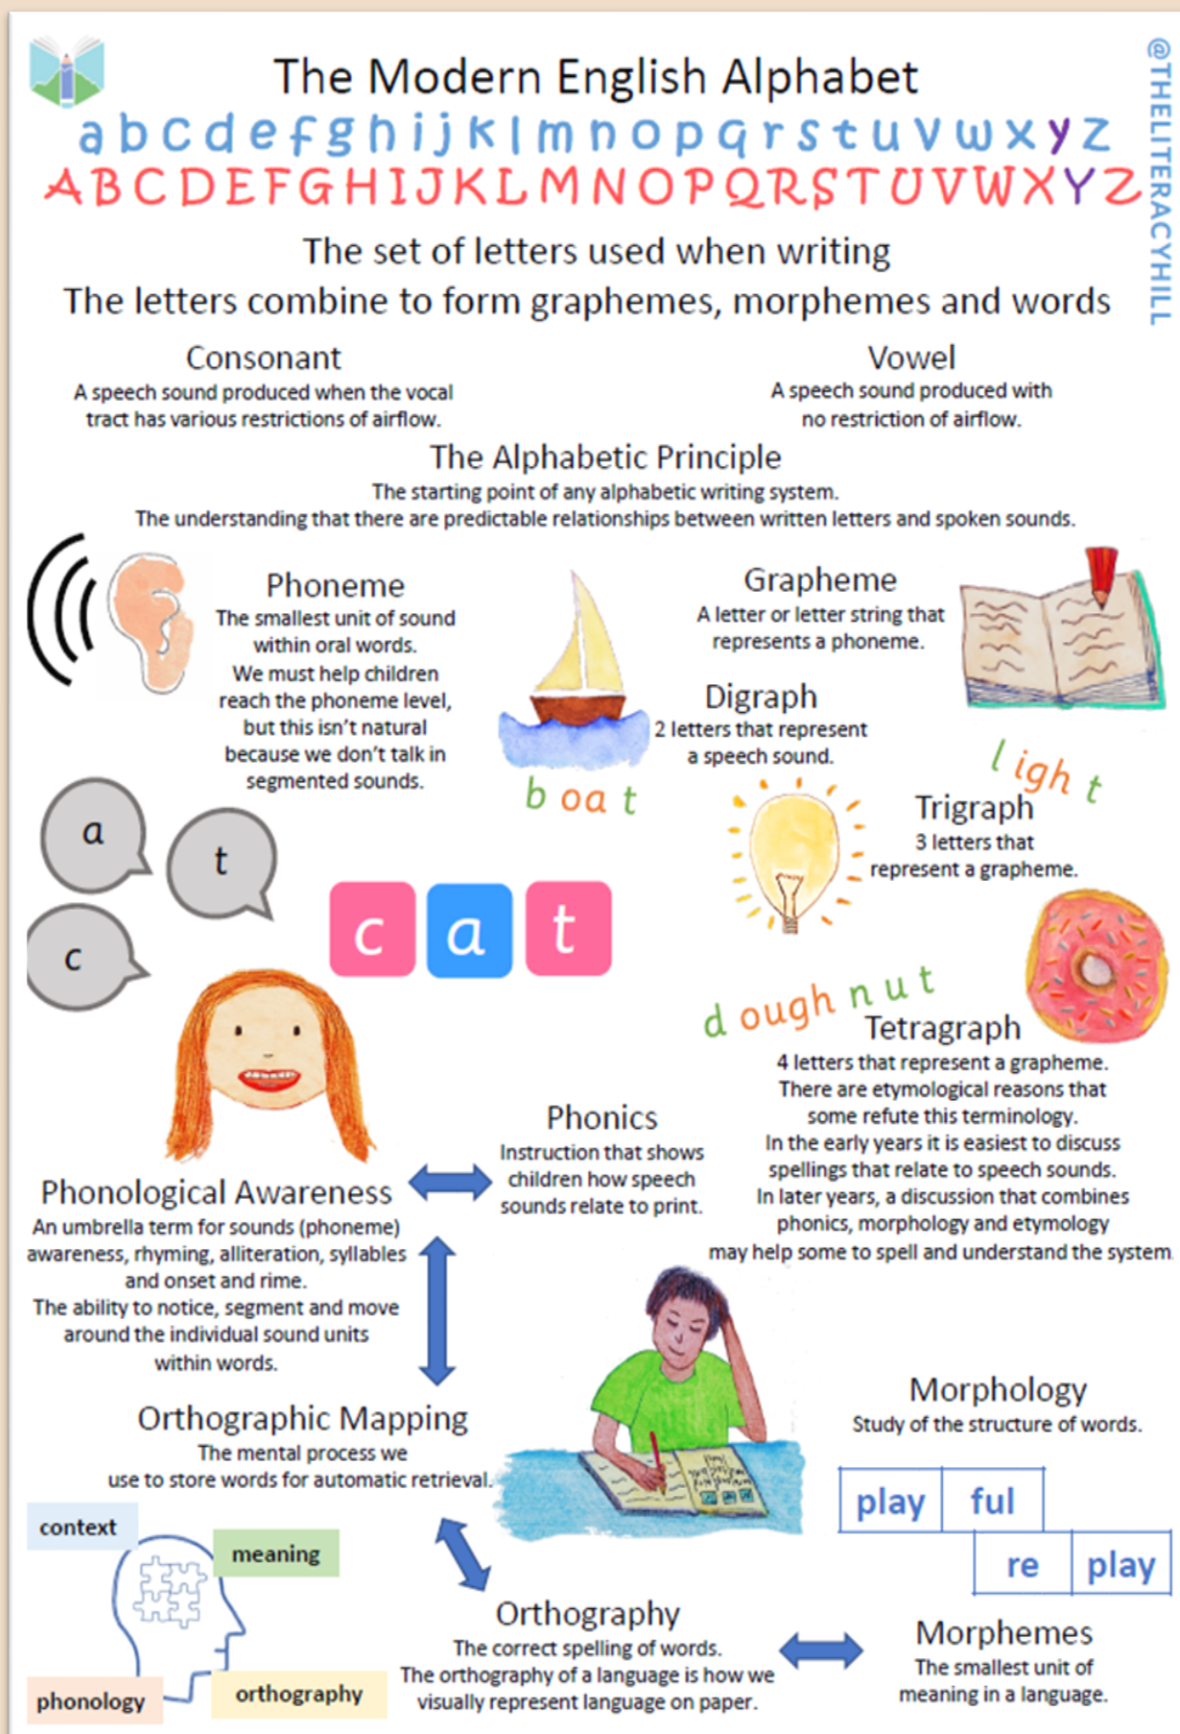 The Modern English Alphabet
a b c d e f g h i j k l m n o p q r s t u v w x y z
A B C D E F G H I J K L M N O P Q R S T U V W X Y Z
@THELITERACYHILL
The set of letters used when writing
The letters combine to form graphemes, morphemes and words
Consonant
A speech sound produced when the vocal
tract has various restrictions of airflow.
Vowel
A speech sound produced with
no restriction of airflow.
The Alphabetic Principle
The starting point of any alphabetic writing system.
The understanding that there are predictable relationships between written letters and spoken sounds.
Phoneme
The smallest unit of sound
within oral words.
We must help children
reach the phoneme level,
but this isn't natural
because we don't talk in
segmented sounds.
Grapheme
A letter or letter string that
represents a phoneme.
Digraph
2 letters that represent
a speech sound.
b oa t
l igh t
Trigraph
3 letters that
represent a grapheme.
a
t
c
c a t
d ough n u t
Tetragraph
4 letters that represent a grapheme.
There are etymological reasons that
some refute this terminology.
In the early years it is easiest to discuss
spellings that relate to speech sounds.
In later years, a discussion that combines
phonics, morphology and etymology
may help some to spell and understand the system.
Phonics
Instruction that shows
children how speech
sounds relate to print.
Phonological Awareness
An umbrella term for sounds (phoneme)
awareness, rhyming, alliteration, syllables
and onset and rime.
The ability to notice, segment and move
around the individual sound units
within words.
Orthographic Mapping
The mental process we
use to store words for automatic retrieval.
context
meaning
phonology
orthography
Morphology
Study of the structure of words.
play ful
re play
Orthography
The correct spelling of words.
The orthography of a language is how we
visually represent language on paper.
Morphemes
The smallest unit of
meaning in a language.